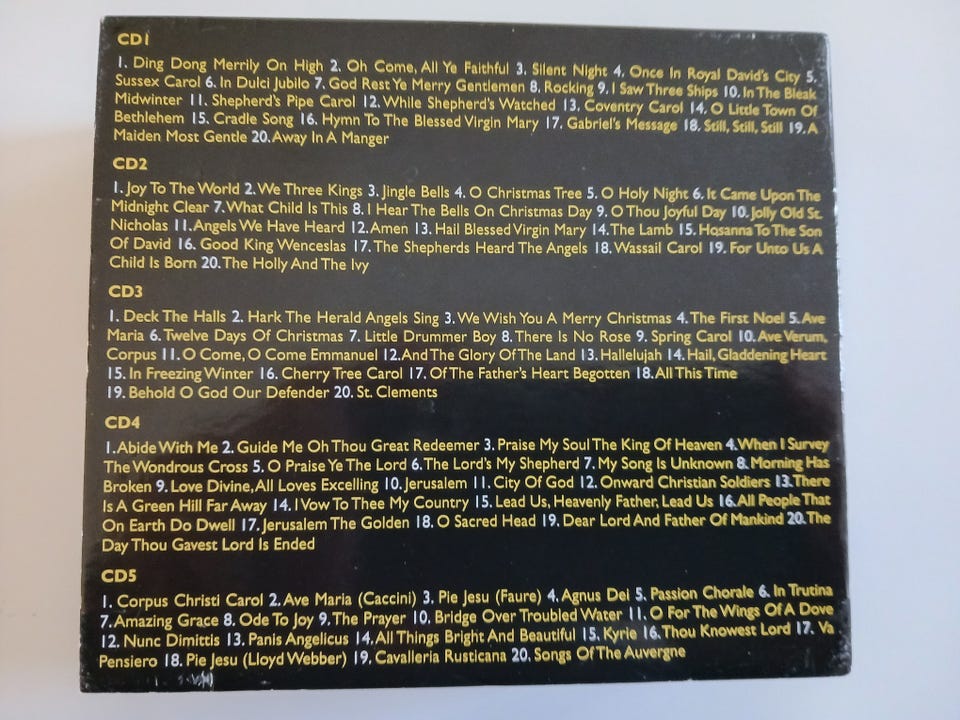 CD1
1. Ding Dong Merrily On High 2. Oh Come, All Ye Faithful 3. Silent Night 4. Once In Royal David's City 5.
Sussex Carol 6. In Dulci Jubilo 7. God Rest Ye Merry Gentlemen 8. Rocking 9. I Saw Three Ships 10. In The Bleak
Midwinter 11. Shepherd's Pipe Carol 12. While Shepherd's Watched 13. Coventry Carol 14. O Little Town Of
Bethlehem 15. Cradle Song 16. Hymn To The Blessed Virgin Mary 17. Gabriel's Message 18. Still, Still, Still 19. A
Maiden Most Gentle 20. Away In A Manger
CD2
1. Joy To The World 2. We Three Kings 3. Jingle Bells 4. O Christmas Tree 5. O Holy Night 6. It Came Upon The
Midnight Clear 7. What Child Is This 8. I Hear The Bells On Christmas Day 9. O Thou Joyful Day 10. Jolly Old St.
Nicholas 11. Angels We Have Heard 12. Amen 13. Hail Blessed Virgin Mary 14. The Lamb 15. Hosanna To The Son
Of David 16. Good King Wenceslas 17. The Shepherds Heard The Angels 18. Wassail Carol 19. For Unto Us A
Child Is Born 20. The Holly And The Ivy
CD3
1. Deck The Halls 2. Hark The Herald Angels Sing 3. We Wish You A Merry Christmas 4. The First Noel 5. Ave
Maria 6. Twelve Days Of Christmas 7. Little Drummer Boy 8. There Is No Rose 9. Spring Carol 10. Ave Verum,
Corpus 11. O Come, O Come Emmanuel 12. And The Glory Of The Land 13. Hallelujah 14. Hail, Gladdening Heart
15. In Freezing Winter 16. Cherry Tree Carol 17. Of The Father's Heart Begotten 18. All This Time
19. Behold O God Our Defender 20. St. Clements
CD4
1. Abide With Me 2. Guide Me Oh Thou Great Redeemer 3. Praise My Soul The King Of Heaven 4. When I Survey
The Wondrous Cross 5. O Praise Ye The Lord 6. The Lord's My Shepherd 7. My Song Is Unknown 8. Morning Has
Broken 9. Love Divine, All Loves Excelling 10. Jerusalem 11. City Of God 12. Onward Christian Soldiers 13. There
Is A Green Hill Far Away 14. I Vow To Thee My Country 15. Lead Us, Heavenly Father, Lead Us 16. All People That
On Earth Do Dwell 17. Jerusalem The Golden 18. O Sacred Head 19. Dear Lord And Father Of Mankind 20. The
Day Thou Gavest Lord Is Ended
CD5
1. Corpus Christi Carol 2. Ave Maria (Caccini) 3. Pie Jesu (Faure) 4. Agnus Dei 5. Passion Chorale 6. In Trutina
7. Amazing Grace 8. Ode To Joy 9. The Prayer 10. Bridge Over Troubled Water 11. O For The Wings Of A Dove
12. Nunc Dimittis 13. Panis Angelicus 14. All Things Bright And Beautiful 15. Kyrie 16. Thou Knowest Lord 17. Va
Pensiero 18. Pie Jesu (Lloyd Webber) 19. Cavalleria Rusticana 20. Songs Of The Auvergne